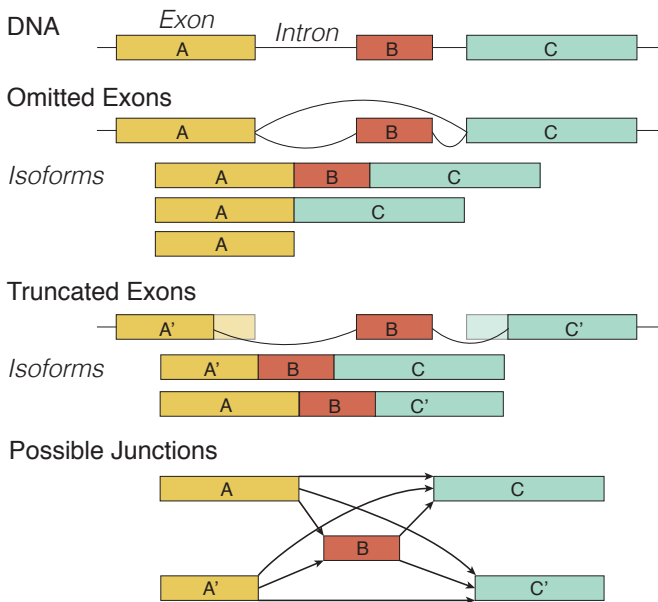 DNA
Exon
Intron
A
B
C
Omitted Exons
A
B
C
Isoforms
A
B
C
A
C
A
Truncated Exons
A'
B
C'
Isoforms
A'
B
C
A
B
C'
Possible Junctions
A
C
B
A'
C'